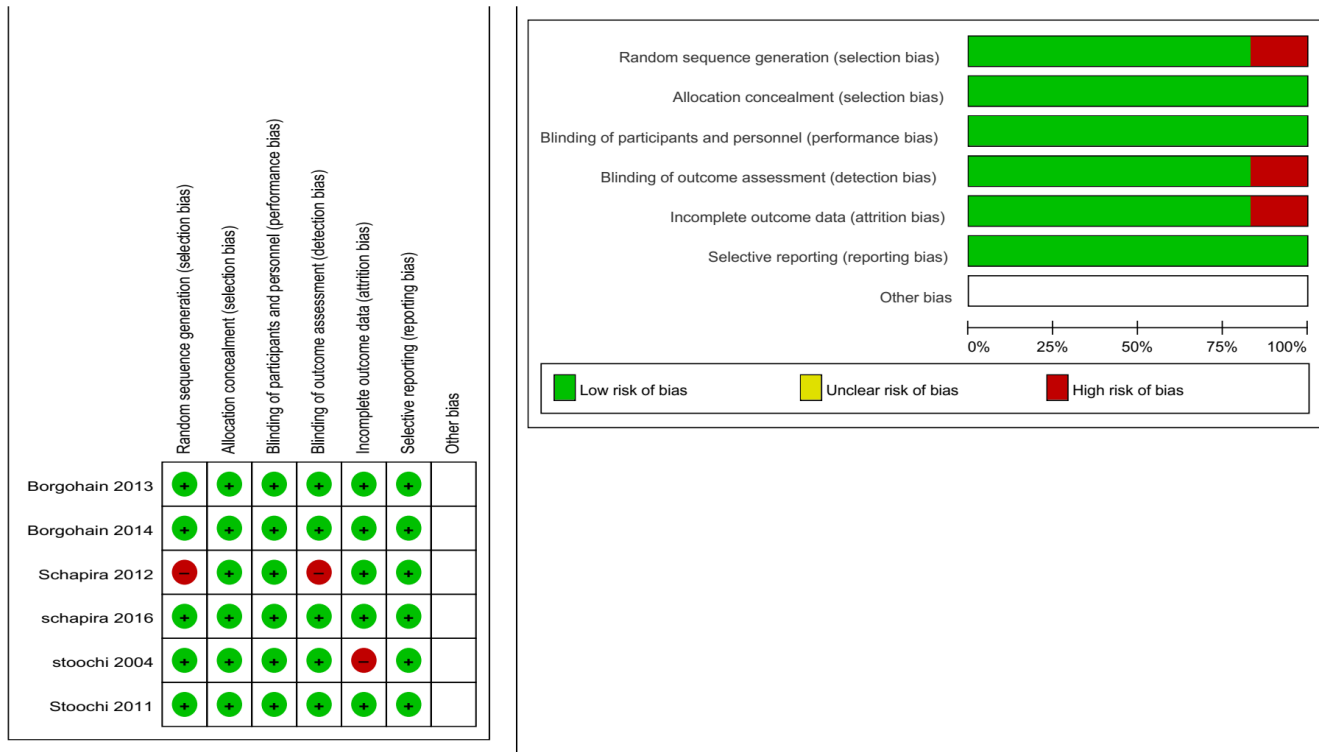 Random sequence generation (selection bias)
Allocation concealment (selection bias)
Blinding of participants and personnel (performance bias)
Blinding of outcome assessment (detection bias)
Incomplete outcome data (attrition bias)
Selective reporting (reporting bias)
Other bias
Borgohain 2013 + + + + + +
Borgohain 2014 + + + + + +
Schapira 2012 – + + – + +
schapira 2016 + + + + + +
stoochi 2004 + + + + – +
Stoochi 2011 + + + + + +
Random sequence generation (selection bias)
Allocation concealment (selection bias)
Blinding of participants and personnel (performance bias)
Blinding of outcome assessment (detection bias)
Incomplete outcome data (attrition bias)
Selective reporting (reporting bias)
Other bias
0% 25% 50% 75% 100%
Low risk of bias Unclear risk of bias High risk of bias